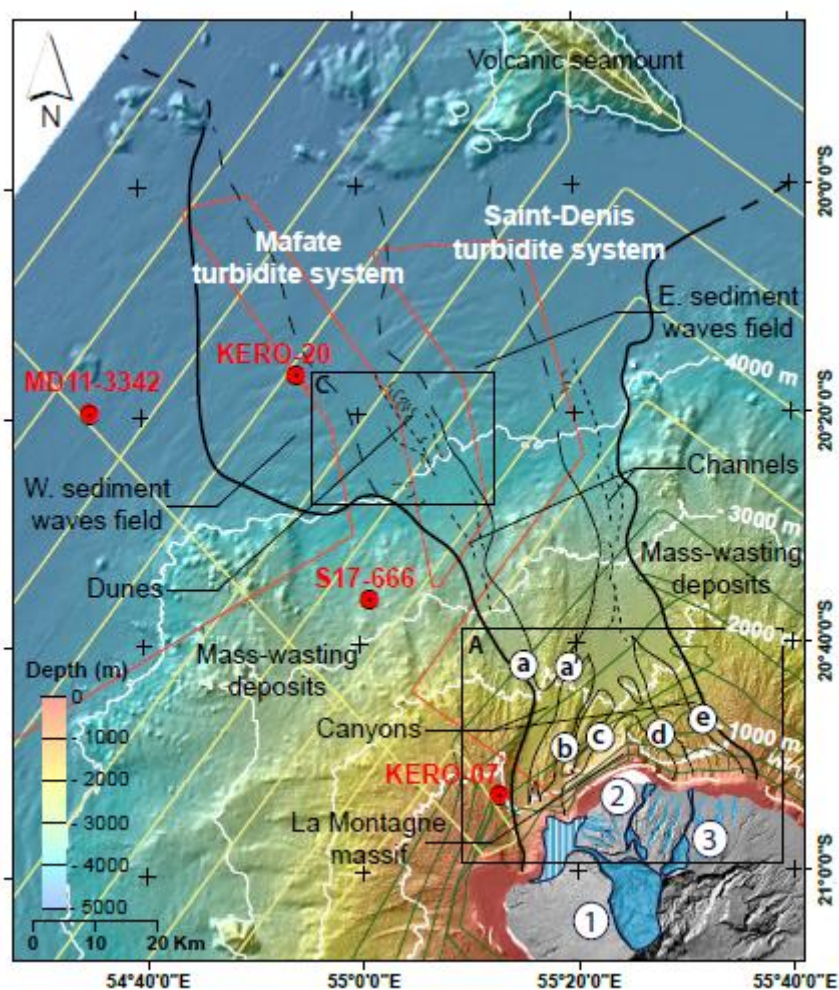 Volcanic seamount
N
20°0'0"S
Saint-Denis
turbidite system
Mafate
turbidite system
E. sediment
waves field
KERO-20
MD11-3342
C
- 4000 m
20°20'0"S
W. sediment
waves field
Channels
- 3000 m
Dunes
S17-666
Mass-wasting
deposits
- 2000
20°40'0"S
A
a
a'
Mass-wasting
deposits
Depth (m)
0
- 1000
- 2000
- 3000
- 4000
- 5000
Canyons
b
c
d
e
1000 m
KERO-07
La Montagne
massif
2
3
1
21°0'0"S
0 10 20 Km
54°40'0"E
55°0'0"E
55°20'0"E
55°40'0"E